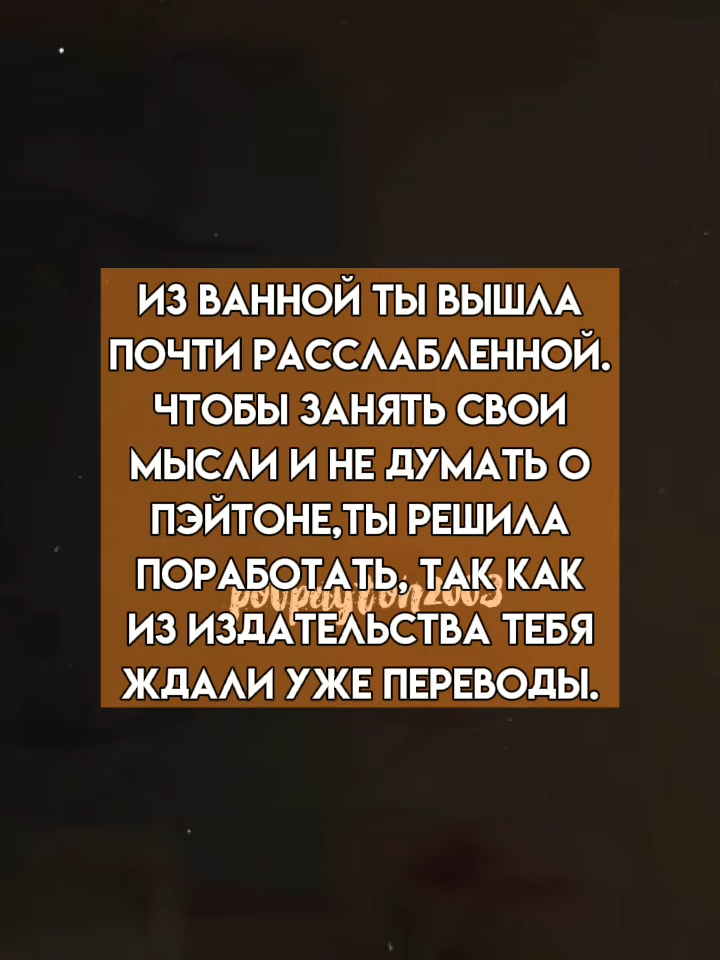 ИЗ ВАННОЙ ТЫ ВЫШЛА
ПОЧТИ РАССЛАБЛЕННОЙ.
ЧТОБЫ ЗАНЯТЬ СВОИ
МЫСЛИ И НЕ ДУМАТЬ О
ПЭЙТОНЕ,ТЫ РЕШИЛА
ПОРАБОТАТЬ, ТАК КАК
povpayton2003
ИЗ ИЗДАТЕЛЬСТВА ТЕБЯ
ЖДАЛИ УЖЕ ПЕРЕВОДЫ.